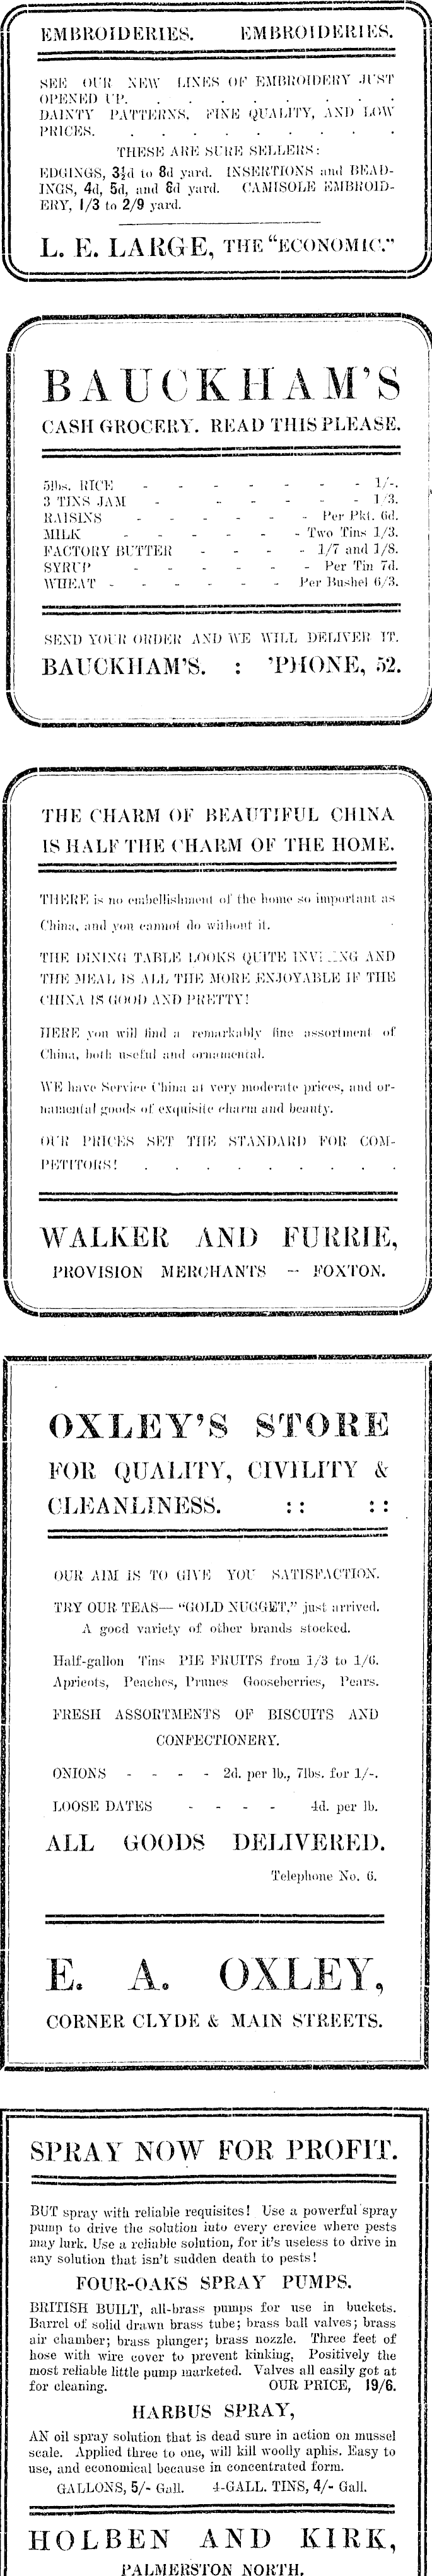 EMBROIDERIES. EMBROIDERIES.
SEE OUR NEW LINES OF EMBROIDERY JUST
OPENED UP. . . . . . . . .
DAINTY PATTERNS, FINE QUALITY, AND LOW
PRICES. . . . . . . . .
THESE ARE SURE SELLERS:
EDGINGS, 3½d to 8d yard. INSERTIONS and BEAD-
INGS, 4d, 5d, and 8d yard. CAMISOLE EMBROID-
ERY, 1/3 to 2/9 yard.
L. E. LARGE, THE "ECONOMIC."
BAUCKHAM'S
CASH GROCERY. READ THIS PLEASE.
5lbs. RICE - - - - - - - 1/-.
3 TINS JAM - - - - - - 1/3.
RAISINS - - - - - - Per Pkt. 6d.
MILK - - - - - - Two Tins 1/3.
FACTORY BUTTER - - - - 1/7 and 1/8.
SYRUP - - - - - - Per Tin 7d.
WHEAT - - - - - - Per Bushel 6/3.
SEND YOUR ORDER AND WE WILL DELIVER IT.
BAUCKHAM'S. : 'PHONE, 52.
THE CHARM OF BEAUTIFUL CHINA
IS HALF THE CHARM OF THE HOME.
THERE is no embellishment of the home so important as
China, and you cannot do without it.
THE DINING TABLE LOOKS QUITE AND
THE MEAL IS ALL THE MORE ENJOYABLE IF THE
CHINA IS GOOD AND PRETTY!
HERE you will find a remarkably fine assortment of
China, both useful and ornamental.
WE have Service China at very moderate prices, and or-
namental goods of exquisite charm and beauty.
OUR PRICES SET THE STANDARD FOR COM-
PETITORS! . . . . . . . .
WALKER AND FURRIE,
PROVISION MERCHANTS - FOXTON.
OXLEY'S STORE
FOR QUALITY, CIVILITY &
CLEANLINESS. :: ::
OUR AIM IS TO GIVE YOU SATISFACTION.
TRY OUR TEAS— "GOLD NUGGET," just arrived.
A good variety of other brands stocked.
Half-gallon Tins PIE FRUITS from 1/3 to 1/6.
Apricots, Peaches, Prunes Gooseberries, Pears.
FRESH ASSORTMENTS OF BISCUITS AND
CONFECTIONERY.
ONIONS - - - - 2d. per lb., 7lbs. for 1/-.
LOOSE DATES - - - - 4d. per lb.
ALL GOODS DELIVERED.
Telephone No. 6.
E. A. OXLEY,
CORNER CLYDE & MAIN STREETS.
SPRAY NOW FOR PROFIT.
BUT spray with reliable requisites! Use a powerful spray
pump to drive the solution into every crevice where pests
may lurk. Use a reliable solution, for it's useless to drive in
any solution that isn't sudden death to pests!
FOUR-OAKS SPRAY PUMPS.
BRITISH BUILT, all-brass pumps for use in buckets.
Barrel of solid drawn brass tube; brass ball valves; brass
air chamber; brass plunger; brass nozzle. Three feet of
hose with wire cover to prevent kinking. Positively the
most reliable little pump marketed. Valves all easily got at
for cleaning. OUR PRICE, 19/6.
HARBUS SPRAY,
AN oil spray solution that is dead sure in action on mussel
scale. Applied three to one, will kill woolly aphis. Easy to
use, and economical because in concentrated form.
GALLONS, 5/- Gall. 4-GALL. TINS, 4/- Gall.
HOLBEN AND KIRK,
PALMERSTON NORTH.